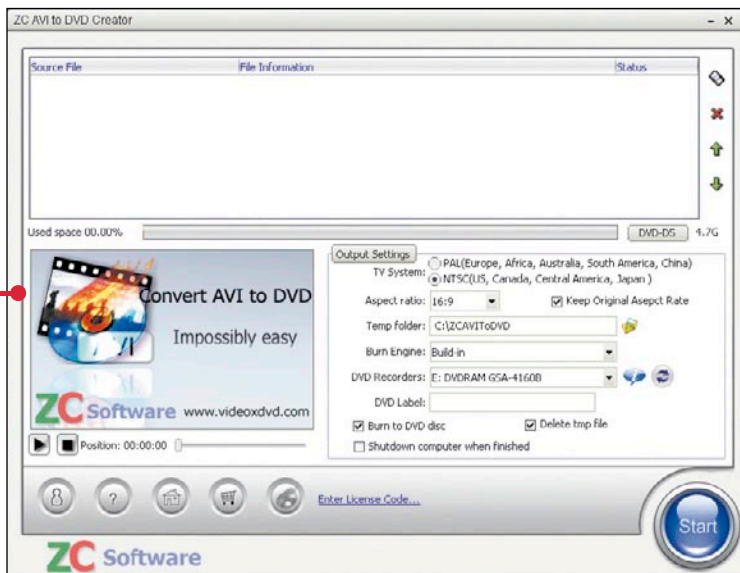 ZC AVI to DVD Creator
Source File File Information Status
Used space 00.00% DVD-D5 4.7G
Convert AVI to DVD
Impossibly easy
AVI
ZC Software www.videoxdvd.com
Position: 00:00:00
Output Settings
TV System: PAL(Europe, Africa, Australia, South America, China)
NTSC(US, Canada, Central America, Japan )
Aspect ratio: 16:9 Keep Original Asepct Rate
Temp folder: C:\ZCAVIToDVD
Burn Engine: Build-in
DVD Recorders: E: DVDRAM GSA-4160B
DVD Label:
Burn to DVD disc Delete tmp file
Shutdown computer when finished
?
Enter License Code...
Start
ZC Software